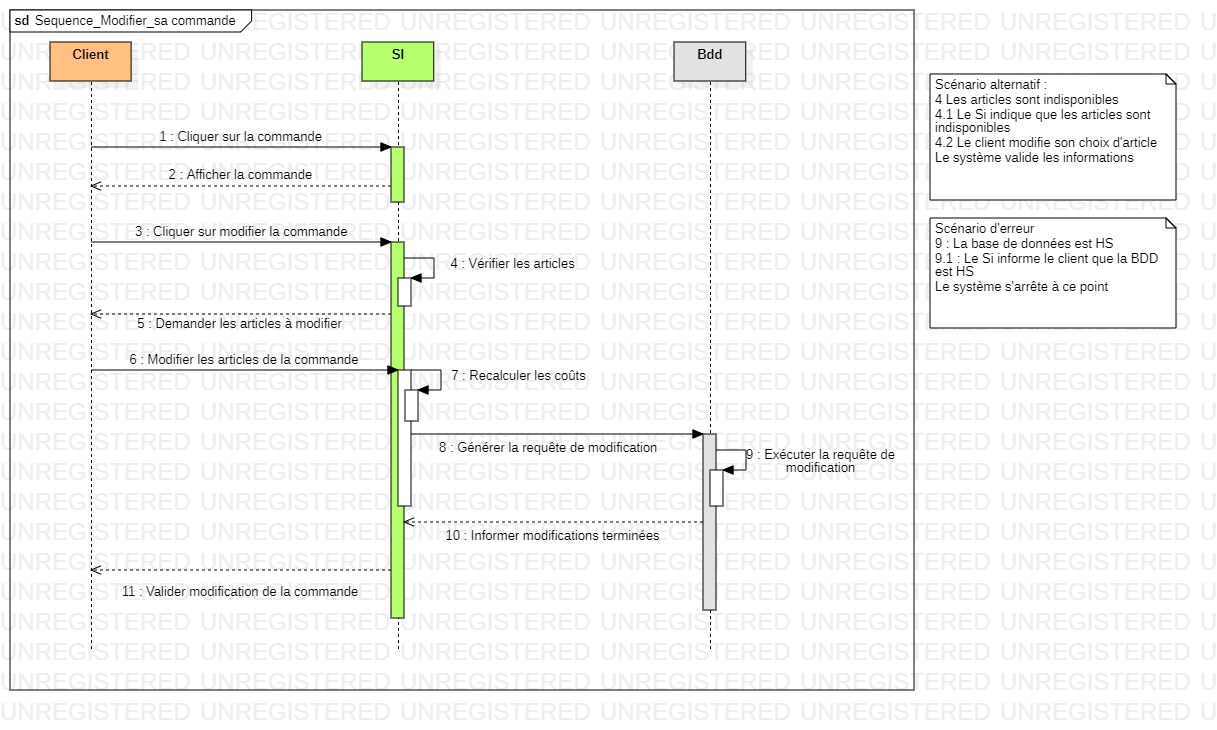 sd Sequence_Modifier_sa commande
Client
SI
Bdd
1 : Cliquer sur la commande
2 : Afficher la commande
3 : Cliquer sur modifier la commande
4 : Vérifier les articles
5 : Demander les articles à modifier
6 : Modifier les articles de la commande
7 : Recalculer les coûts
8 : Générer la requête de modification
9 : Exécuter la requête de
modification
10 : Informer modifications terminées
11 : Valider modification de la commande
Scénario alternatif :
4 Les articles sont indisponibles
4.1 Le Si indique que les articles sont
indisponibles
4.2 Le client modifie son choix d'article
Le système valide les informations
Scénario d'erreur
9 : La base de données est HS
9.1 : Le Si informe le client que la BDD
est HS
Le système s'arrête à ce point
UNREGISTERED